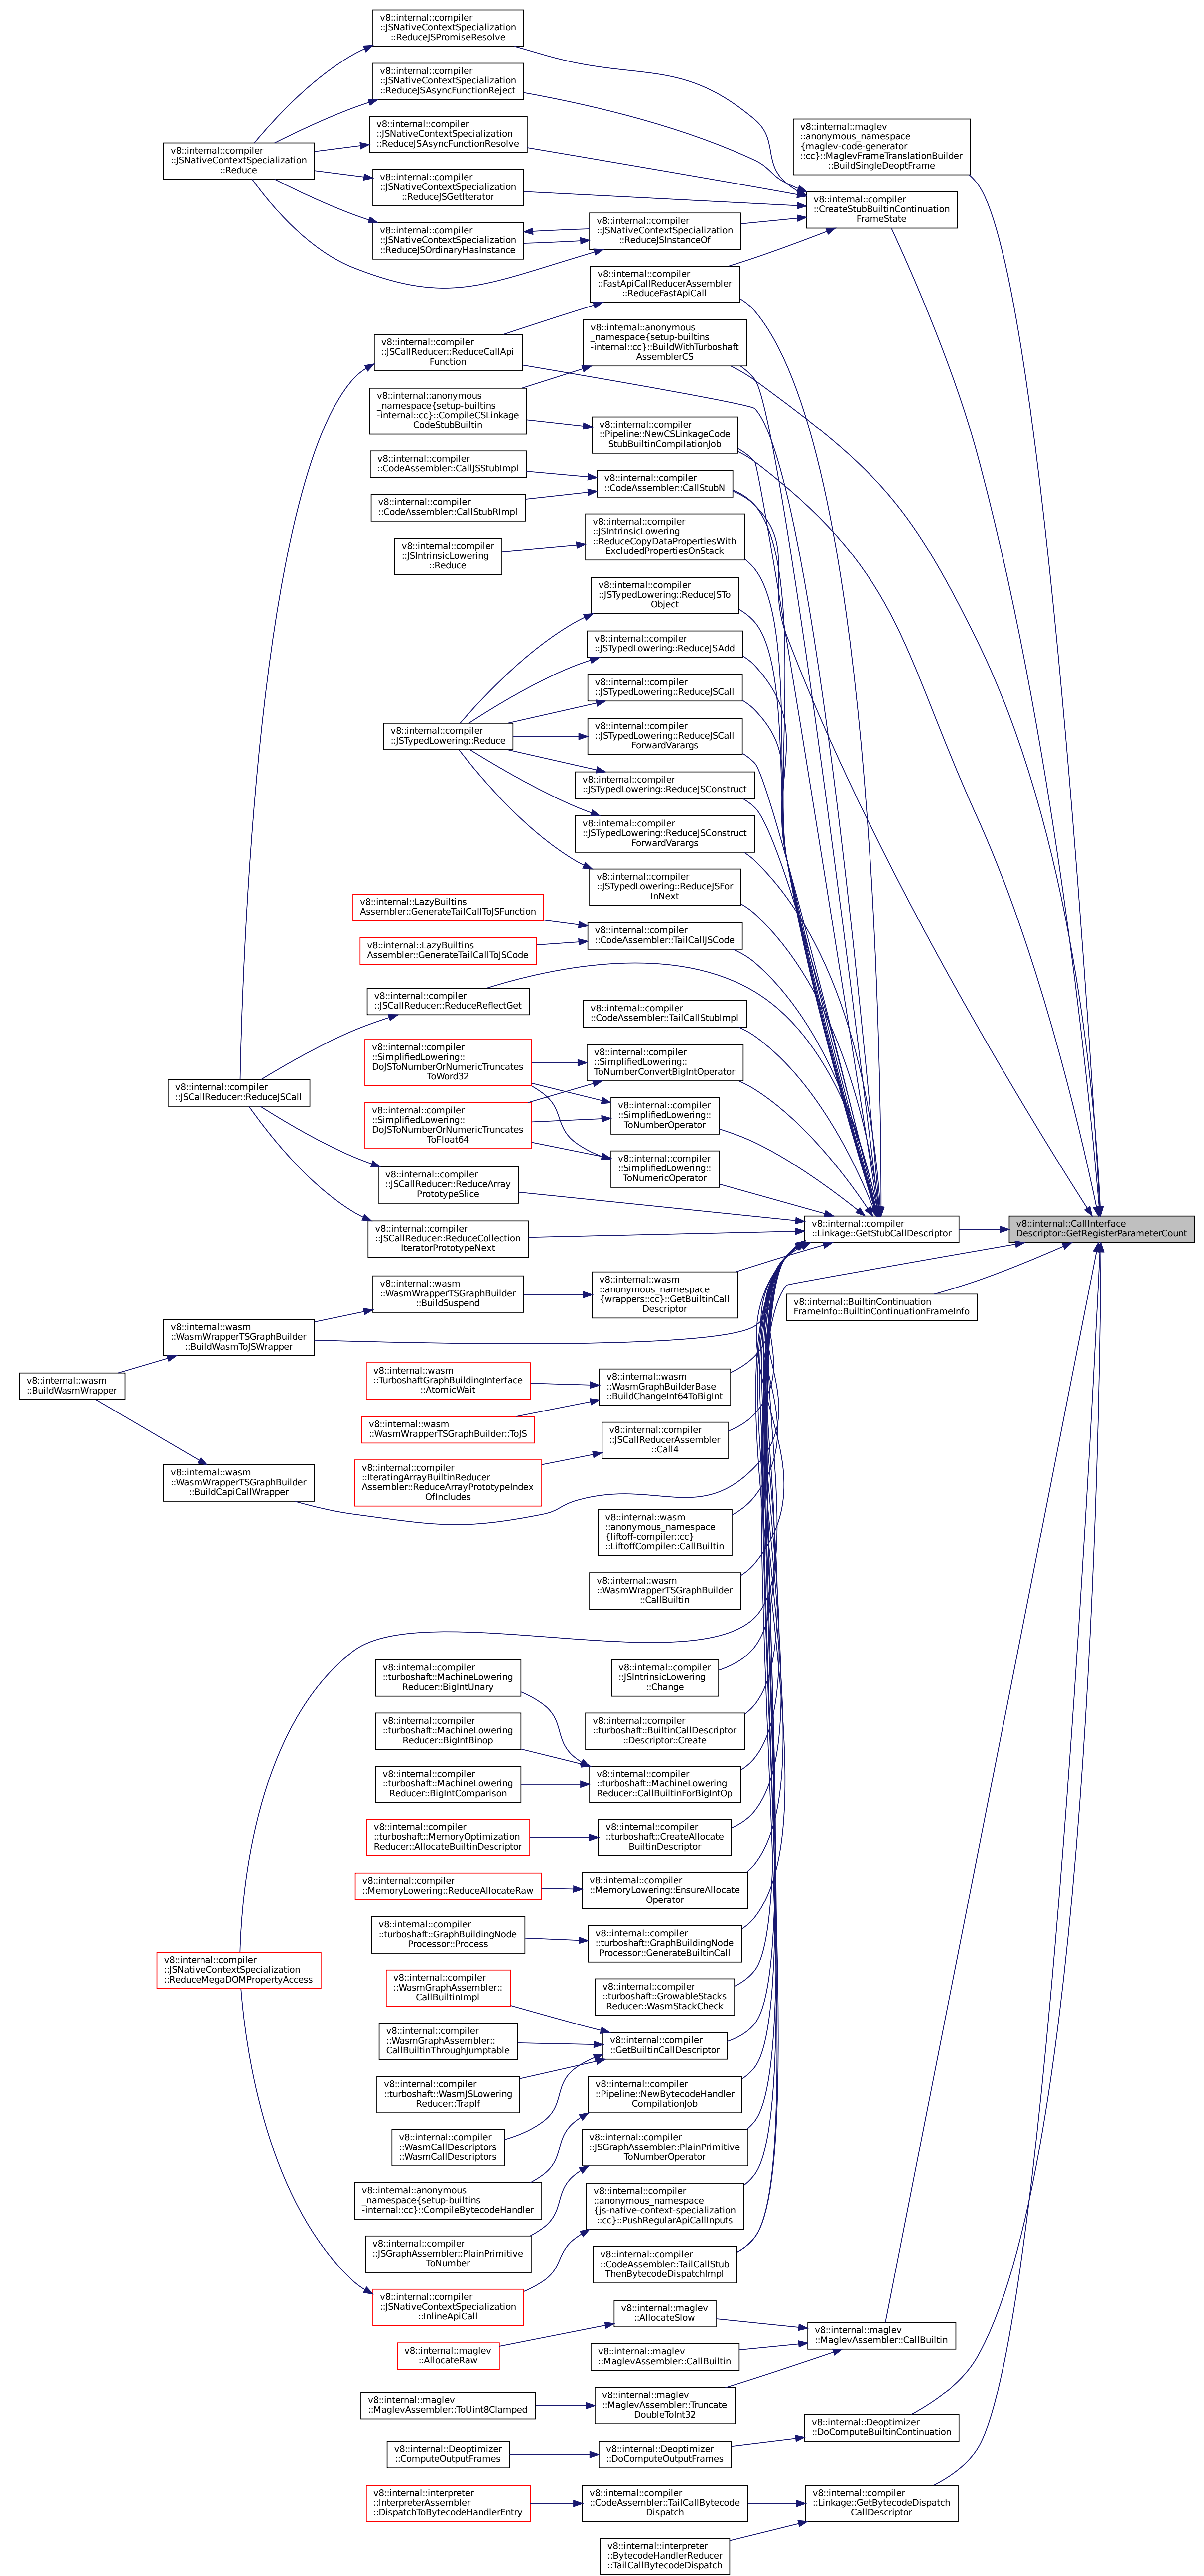 v8::internal::compiler
::JSNativeContextSpecialization
::ReduceJSPromiseResolve
v8::internal::compiler
::JSNativeContextSpecialization
::ReduceJSAsyncFunctionReject
v8::internal::compiler
::JSNativeContextSpecialization
::ReduceJSAsyncFunctionResolve
v8::internal::maglev
::anonymous_namespace
{maglev-code-generator
::cc}::MaglevFrameTranslationBuilder
::BuildSingleDeoptFrame
v8::internal::compiler
::JSNativeContextSpecialization
::Reduce
v8::internal::compiler
::JSNativeContextSpecialization
::ReduceJSGetIterator
v8::internal::compiler
::CreateStubBuiltinContinuation
FrameState
v8::internal::compiler
::JSNativeContextSpecialization
::ReduceJSOrdinaryHasInstance
v8::internal::compiler
::JSNativeContextSpecialization
::ReduceJSInstanceOf
v8::internal::compiler
::FastApiCallReducerAssembler
::ReduceFastApiCall
v8::internal::compiler
::JSCallReducer::ReduceCallApi
Function
v8::internal::anonymous
_namespace{setup-builtins
-internal::cc}::BuildWithTurboshaft
AssemblerCS
v8::internal::anonymous
_namespace{setup-builtins
-internal::cc}::CompileCSLinkage
CodeStubBuiltin
v8::internal::compiler
::Pipeline::NewCSLinkageCode
StubBuiltinCompilationJob
v8::internal::compiler
::CodeAssembler::CallJSStubImpl
v8::internal::compiler
::CodeAssembler::CallStubN
v8::internal::compiler
::CodeAssembler::CallStubRImpl
v8::internal::compiler
::JSIntrinsicLowering
::ReduceCopyDataPropertiesWith
ExcludedPropertiesOnStack
v8::internal::compiler
::JSIntrinsicLowering
::Reduce
v8::internal::compiler
::JSTypedLowering::ReduceJSTo
Object
v8::internal::compiler
::JSTypedLowering::ReduceJSAdd
v8::internal::compiler
::JSTypedLowering::ReduceJSCall
v8::internal::compiler
::JSTypedLowering::Reduce
v8::internal::compiler
::JSTypedLowering::ReduceJSCall
ForwardVarargs
v8::internal::compiler
::JSTypedLowering::ReduceJSConstruct
v8::internal::compiler
::JSTypedLowering::ReduceJSConstruct
ForwardVarargs
v8::internal::compiler
::JSTypedLowering::ReduceJSFor
InNext
v8::internal::LazyBuiltins
Assembler::GenerateTailCallToJSFunction
v8::internal::compiler
::CodeAssembler::TailCallJSCode
v8::internal::LazyBuiltins
Assembler::GenerateTailCallToJSCode
v8::internal::compiler
::JSCallReducer::ReduceReflectGet
v8::internal::compiler
::CodeAssembler::TailCallStubImpl
v8::internal::compiler
::SimplifiedLowering::
DoJSToNumberOrNumericTruncates
ToWord32
v8::internal::compiler
::SimplifiedLowering::
ToNumberConvertBigIntOperator
v8::internal::compiler
::JSCallReducer::ReduceJSCall
v8::internal::compiler
::SimplifiedLowering::
DoJSToNumberOrNumericTruncates
ToFloat64
v8::internal::compiler
::SimplifiedLowering::
ToNumberOperator
v8::internal::compiler
::SimplifiedLowering::
ToNumericOperator
v8::internal::compiler
::JSCallReducer::ReduceArray
PrototypeSlice
v8::internal::compiler
::JSCallReducer::ReduceCollection
IteratorPrototypeNext
v8::internal::compiler
::Linkage::GetStubCallDescriptor
v8::internal::CallInterface
Descriptor::GetRegisterParameterCount
v8::internal::wasm
::WasmWrapperTSGraphBuilder
::BuildSuspend
v8::internal::wasm
::anonymous_namespace
{wrappers::cc}::GetBuiltinCall
Descriptor
v8::internal::BuiltinContinuation
FrameInfo::BuiltinContinuationFrameInfo
v8::internal::wasm
::WasmWrapperTSGraphBuilder
::BuildWasmToJSWrapper
v8::internal::wasm
::BuildWasmWrapper
v8::internal::wasm
::TurboshaftGraphBuildingInterface
::AtomicWait
v8::internal::wasm
::WasmGraphBuilderBase
::BuildChangeInt64ToBigInt
v8::internal::wasm
::WasmWrapperTSGraphBuilder::ToJS
v8::internal::compiler
::JSCallReducerAssembler
::Call4
v8::internal::wasm
::WasmWrapperTSGraphBuilder
::BuildCapiCallWrapper
v8::internal::compiler
::IteratingArrayBuiltinReducer
Assembler::ReduceArrayPrototypeIndex
OfIncludes
v8::internal::wasm
::anonymous_namespace
{liftoff-compiler::cc}
::LiftoffCompiler::CallBuiltin
v8::internal::wasm
::WasmWrapperTSGraphBuilder
::CallBuiltin
v8::internal::compiler
::turboshaft::MachineLowering
Reducer::BigIntUnary
v8::internal::compiler
::JSIntrinsicLowering
::Change
v8::internal::compiler
::turboshaft::MachineLowering
Reducer::BigIntBinop
v8::internal::compiler
::turboshaft::BuiltinCallDescriptor
::Descriptor::Create
v8::internal::compiler
::turboshaft::MachineLowering
Reducer::BigIntComparison
v8::internal::compiler
::turboshaft::MachineLowering
Reducer::CallBuiltinForBigIntOp
v8::internal::compiler
::turboshaft::MemoryOptimization
Reducer::AllocateBuiltinDescriptor
v8::internal::compiler
::turboshaft::CreateAllocate
BuiltinDescriptor
v8::internal::compiler
::MemoryLowering::ReduceAllocateRaw
v8::internal::compiler
::MemoryLowering::EnsureAllocate
Operator
v8::internal::compiler
::turboshaft::GraphBuildingNode
Processor::Process
v8::internal::compiler
::turboshaft::GraphBuildingNode
Processor::GenerateBuiltinCall
v8::internal::compiler
::JSNativeContextSpecialization
::ReduceMegaDOMPropertyAccess
v8::internal::compiler
::WasmGraphAssembler::
CallBuiltinImpl
v8::internal::compiler
::turboshaft::GrowableStacks
Reducer::WasmStackCheck
v8::internal::compiler
::WasmGraphAssembler::
CallBuiltinThroughJumptable
v8::internal::compiler
::GetBuiltinCallDescriptor
v8::internal::compiler
::turboshaft::WasmJSLowering
Reducer::TrapIf
v8::internal::compiler
::Pipeline::NewBytecodeHandler
CompilationJob
v8::internal::compiler
::WasmCallDescriptors
::WasmCallDescriptors
v8::internal::compiler
::JSGraphAssembler::PlainPrimitive
ToNumberOperator
v8::internal::anonymous
_namespace{setup-builtins
-internal::cc}::CompileBytecodeHandler
v8::internal::compiler
::anonymous_namespace
{js-native-context-specialization
::cc}::PushRegularApiCallInputs
v8::internal::compiler
::JSGraphAssembler::PlainPrimitive
ToNumber
v8::internal::compiler
::CodeAssembler::TailCallStub
ThenBytecodeDispatchImpl
v8::internal::compiler
::JSNativeContextSpecialization
::InlineApiCall
v8::internal::maglev
::AllocateSlow
v8::internal::maglev
::MaglevAssembler::CallBuiltin
v8::internal::maglev
::AllocateRaw
v8::internal::maglev
::MaglevAssembler::CallBuiltin
v8::internal::maglev
::MaglevAssembler::ToUint8Clamped
v8::internal::maglev
::MaglevAssembler::Truncate
DoubleToInt32
v8::internal::Deoptimizer
::DoComputeBuiltinContinuation
v8::internal::Deoptimizer
::ComputeOutputFrames
v8::internal::Deoptimizer
::DoComputeOutputFrames
v8::internal::interpreter
::InterpreterAssembler
::DispatchToBytecodeHandlerEntry
v8::internal::compiler
::CodeAssembler::TailCallBytecode
Dispatch
v8::internal::compiler
::Linkage::GetBytecodeDispatch
CallDescriptor
v8::internal::interpreter
::BytecodeHandlerReducer
::TailCallBytecodeDispatch